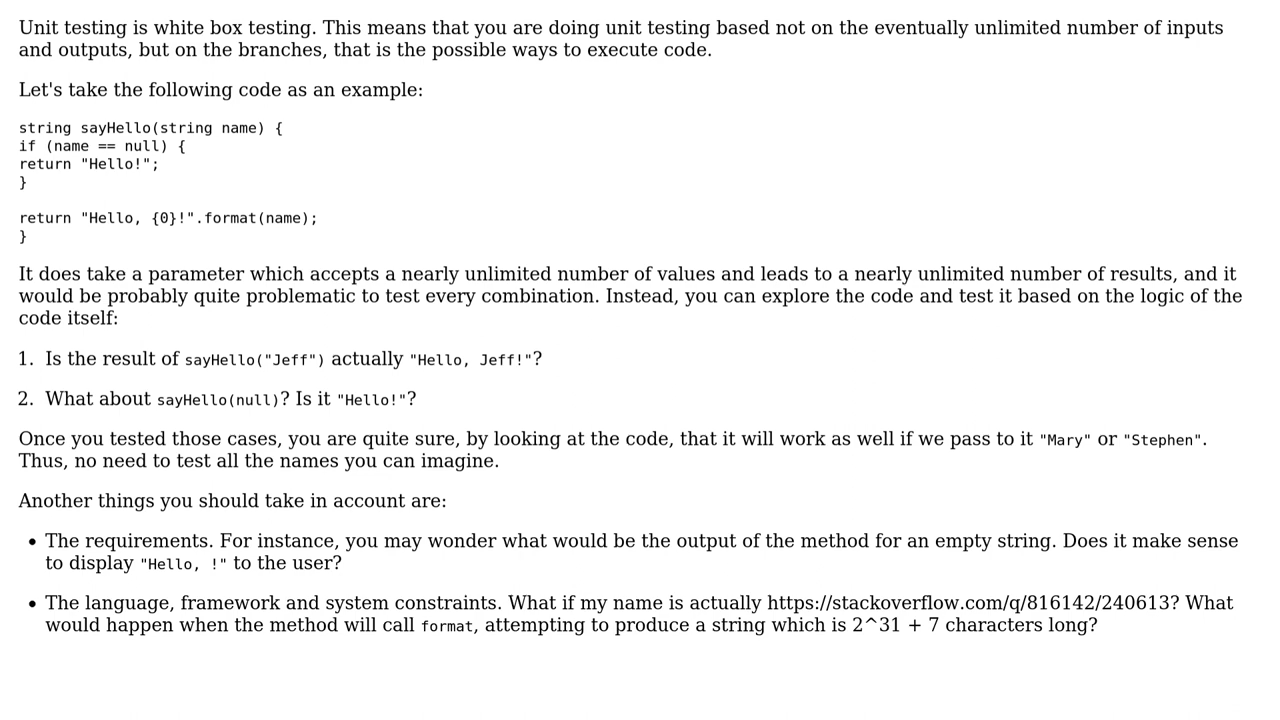 Unit testing is white box testing. This means that you are doing unit testing based not on the eventually unlimited number of inputs
and outputs, but on the branches, that is the possible ways to execute code.
Let's take the following code as an example:
string sayHello(string name) {
if (name == null) {
return "Hello!";
}
return "Hello, {0}!".format(name);
}
It does take a parameter which accepts a nearly unlimited number of values and leads to a nearly unlimited number of results, and it
would be probably quite problematic to test every combination. Instead, you can explore the code and test it based on the logic of the
code itself:
1. Is the result of sayHello("Jeff") actually "Hello, Jeff!"?
2. What about sayHello(null)? Is it "Hello!"?
Once you tested those cases, you are quite sure, by looking at the code, that it will work as well if we pass to it "Mary" or "Stephen".
Thus, no need to test all the names you can imagine.
Another things you should take in account are:
• The requirements. For instance, you may wonder what would be the output of the method for an empty string. Does it make sense
to display "Hello, !" to the user?
• The language, framework and system constraints. What if my name is actually https://stackoverflow.com/q/816142/240613? What
would happen when the method will call format, attempting to produce a string which is 2^31 + 7 characters long?